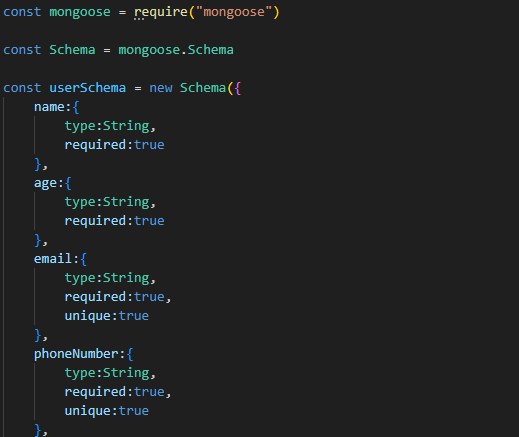 const mongoose = require("mongoose")
const Schema = mongoose.Schema
const userSchema = new Schema({
    name:{
        type:String,
        required:true
    },
    age:{
        type:String,
        required:true
    },
    email:{
        type:String,
        required:true,
        unique:true
    },
    phoneNumber:{
        type:String,
        required:true,
        unique:true
    },